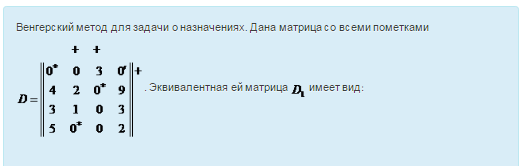 Венгерский метод для задачи о назначениях. Дана матрица со всеми пометками
+ +
0* 0 3 0' +
4 2 0* 9
D = . Эквивалентная ей матрица D₁ имеет вид:
3 1 0 3
5 0* 0 2